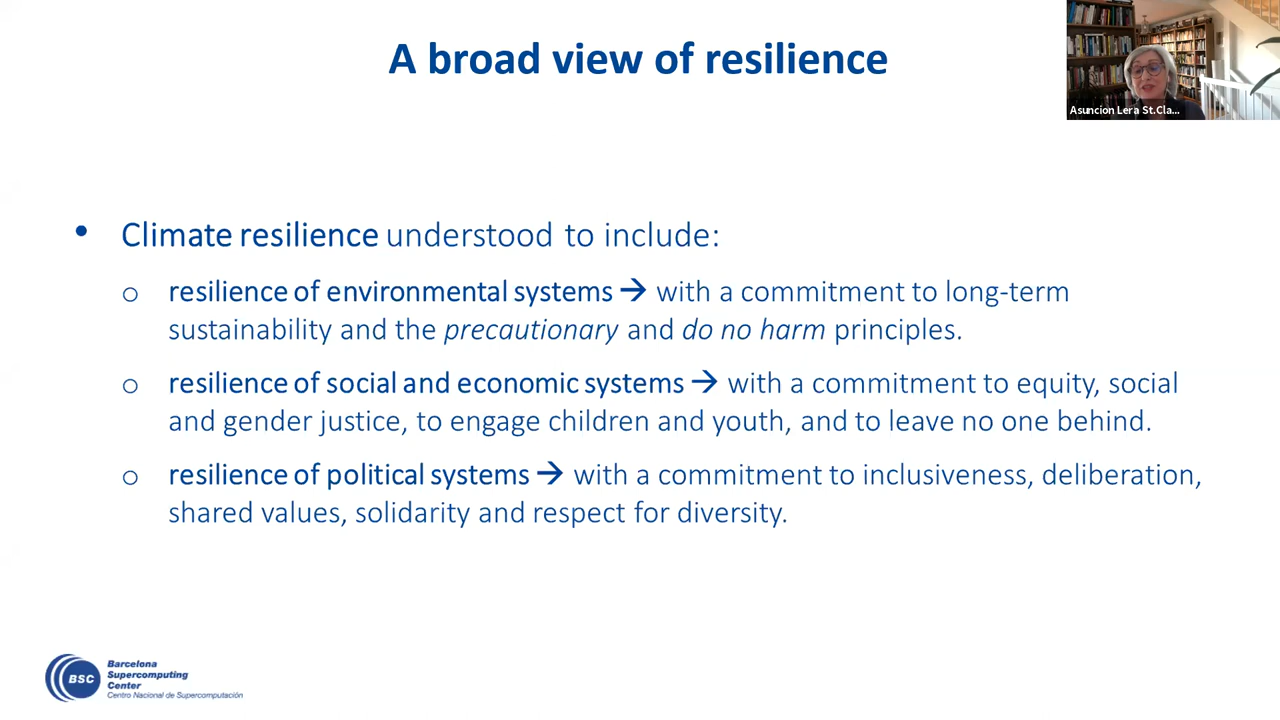 A broad view of resilience
Asuncion Lera St.Cla...
• Climate resilience understood to include:
o resilience of environmental systems → with a commitment to long-term
sustainability and the precautionary and do no harm principles.
o resilience of social and economic systems → with a commitment to equity, social
and gender justice, to engage children and youth, and to leave no one behind.
o resilience of political systems → with a commitment to inclusiveness, deliberation,
shared values, solidarity and respect for diversity.
BSC
Barcelona
Supercomputing
Center
Centro Nacional de Supercomputación